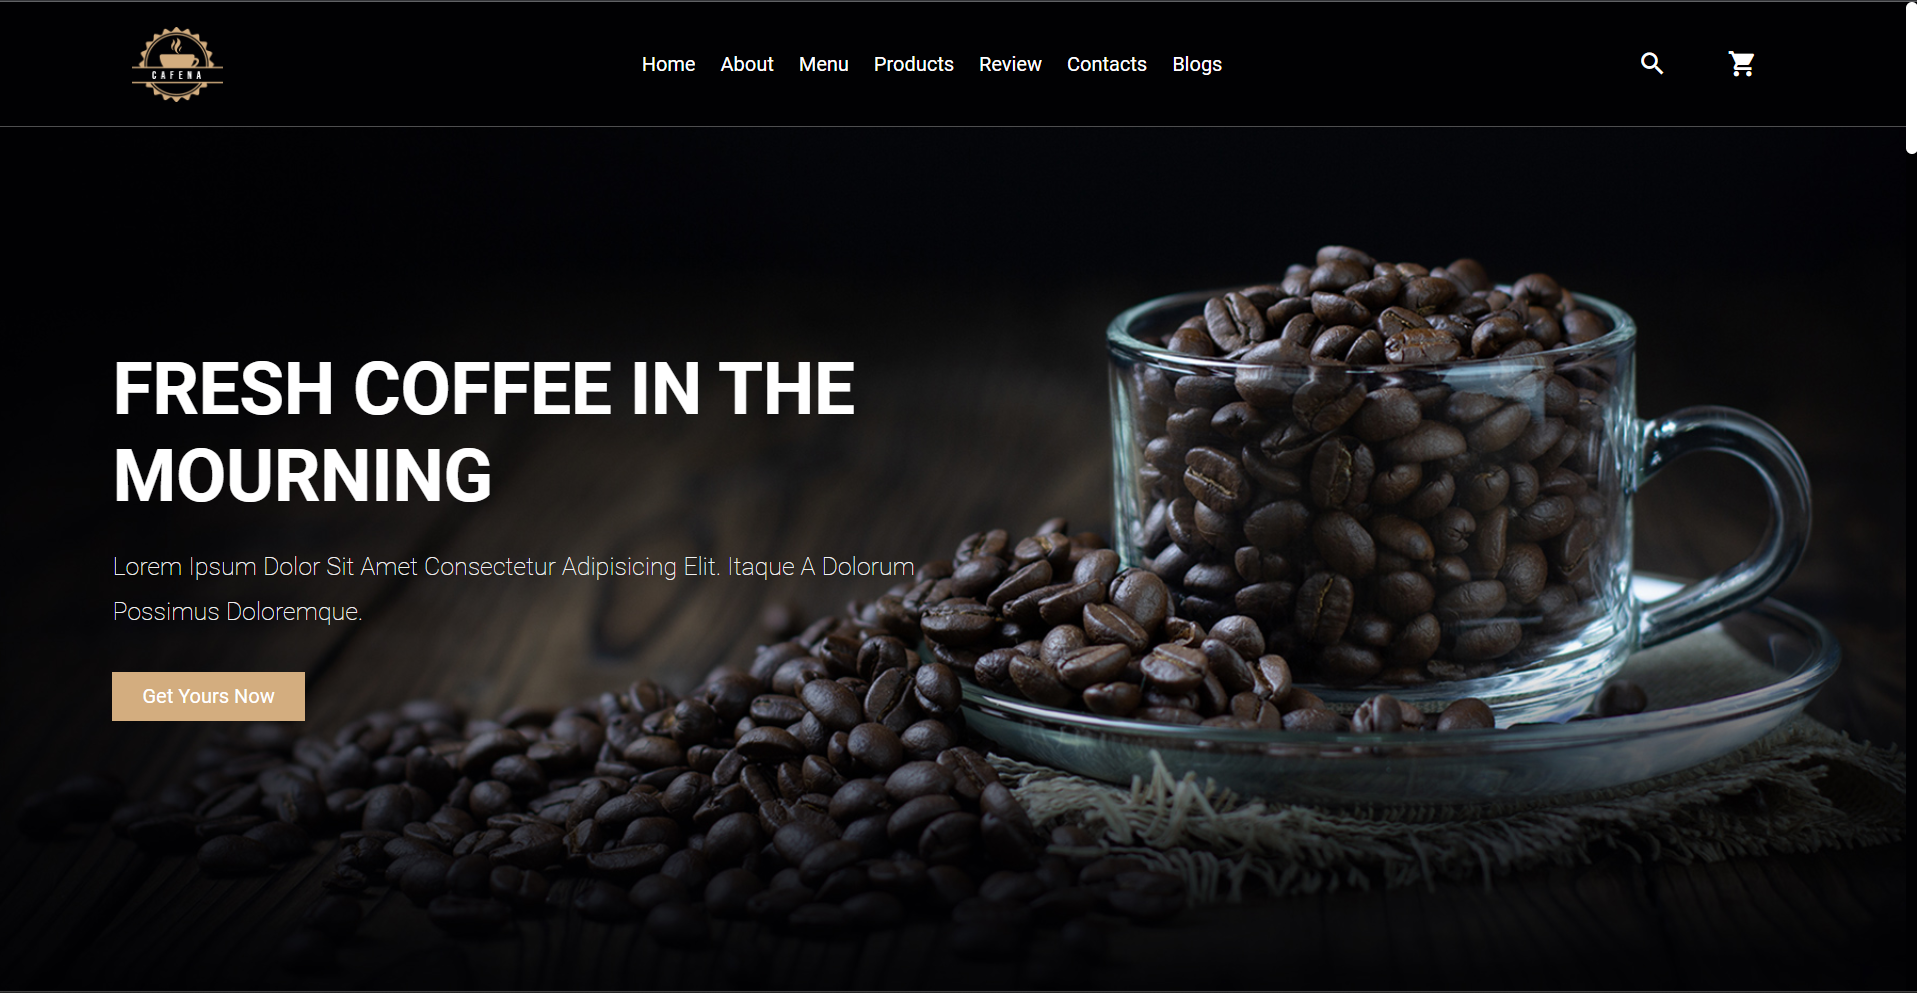 CAFENA
Home About Menu Products Review Contacts Blogs
FRESH COFFEE IN THE
MOURNING
Lorem Ipsum Dolor Sit Amet Consectetur Adipisicing Elit. Itaque A Dolorum
Possimus Doloremque.
Get Yours Now